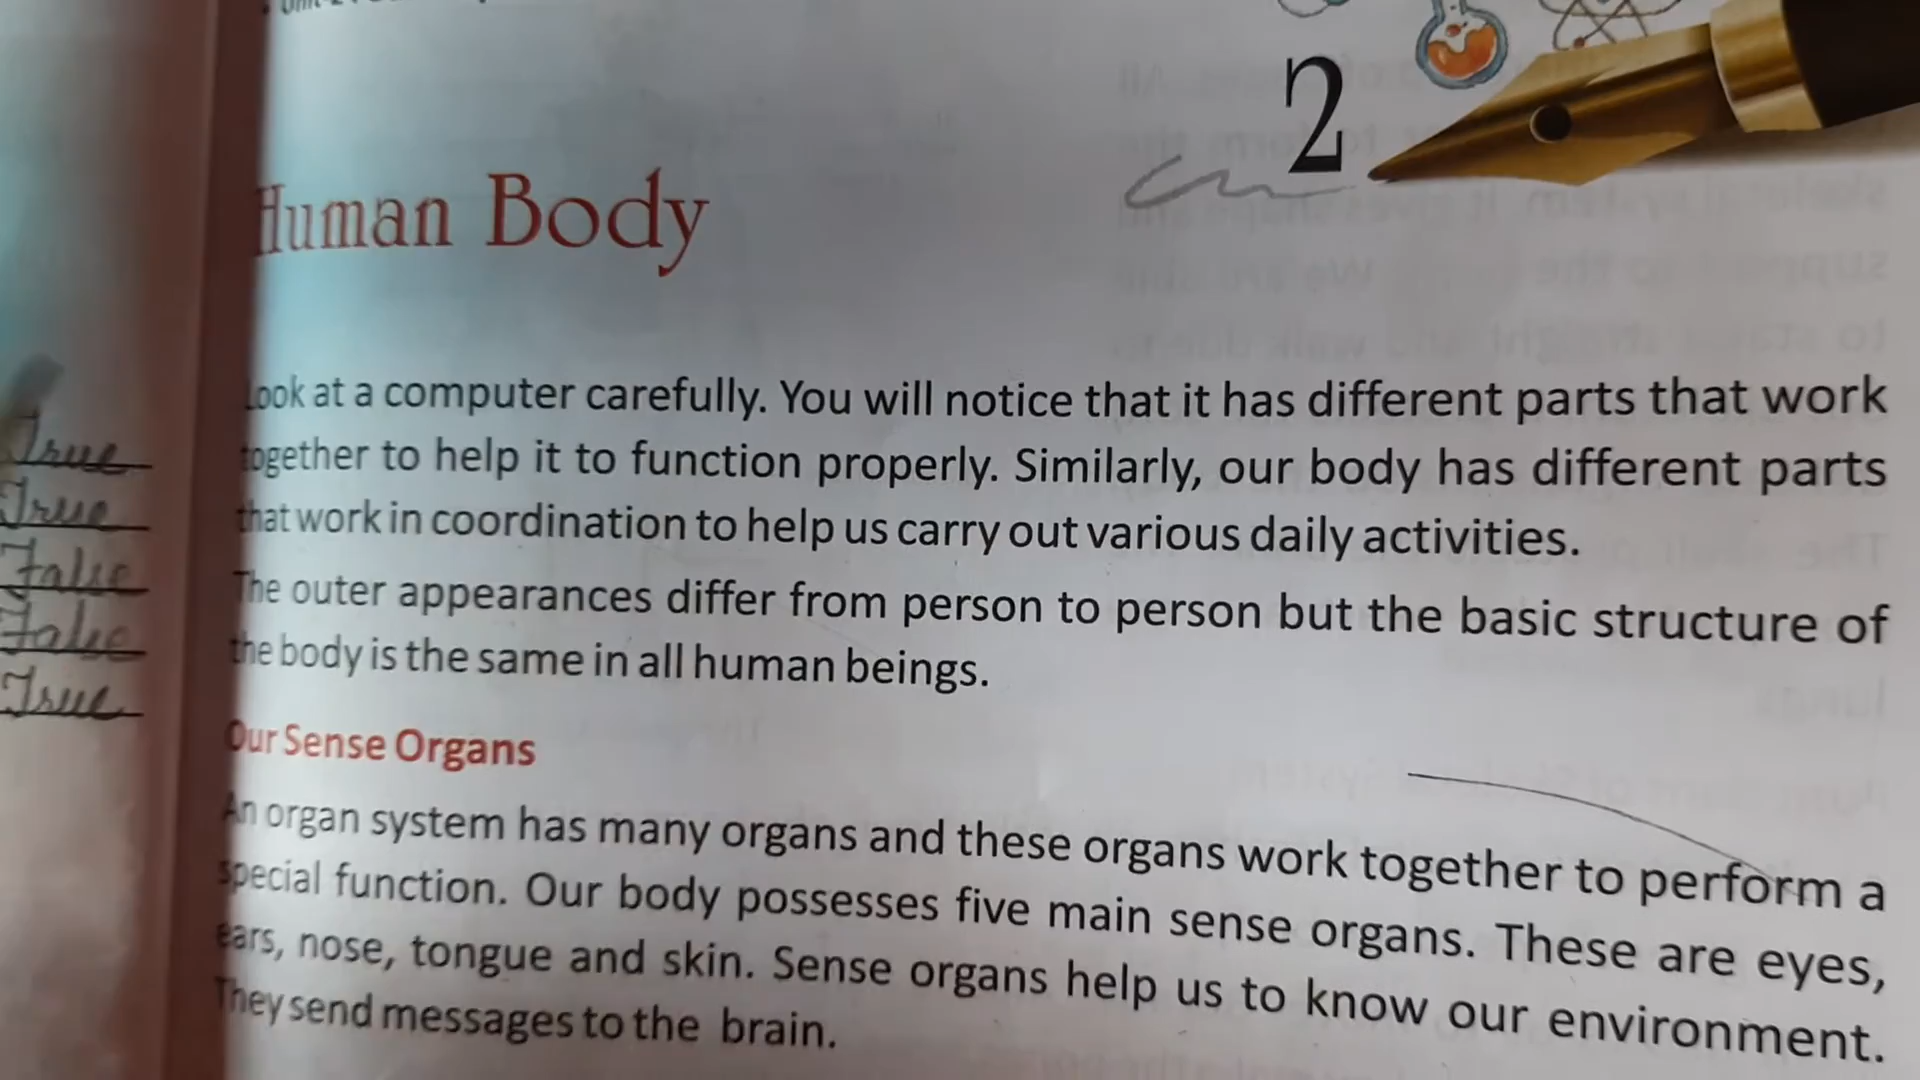 2
Human Body
Look at a computer carefully. You will notice that it has different parts that work
together to help it to function properly. Similarly, our body has different parts
that work in coordination to help us carry out various daily activities.
The outer appearances differ from person to person but the basic structure of
the body is the same in all human beings.
Our Sense Organs
An organ system has many organs and these organs work together to perform a
special function. Our body possesses five main sense organs. These are eyes,
ears, nose, tongue and skin. Sense organs help us to know our environment.
They send messages to the brain.
True
True
False
False
True